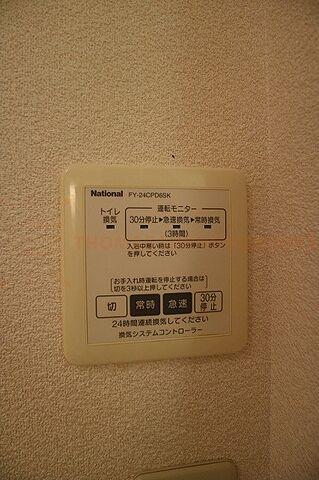 National FY-24CPD6SK
運転モニター
トイレ換気
30分停止▶急速換気▶常時換気
(3時間)
入浴中寒い時は「30分停止」ボタン
を押してください
お手入れ時運転を停止する場合は
切を3秒以上押してください
切 常時 急速 30分停止
24時間連続換気してください
換気システムコントローラー